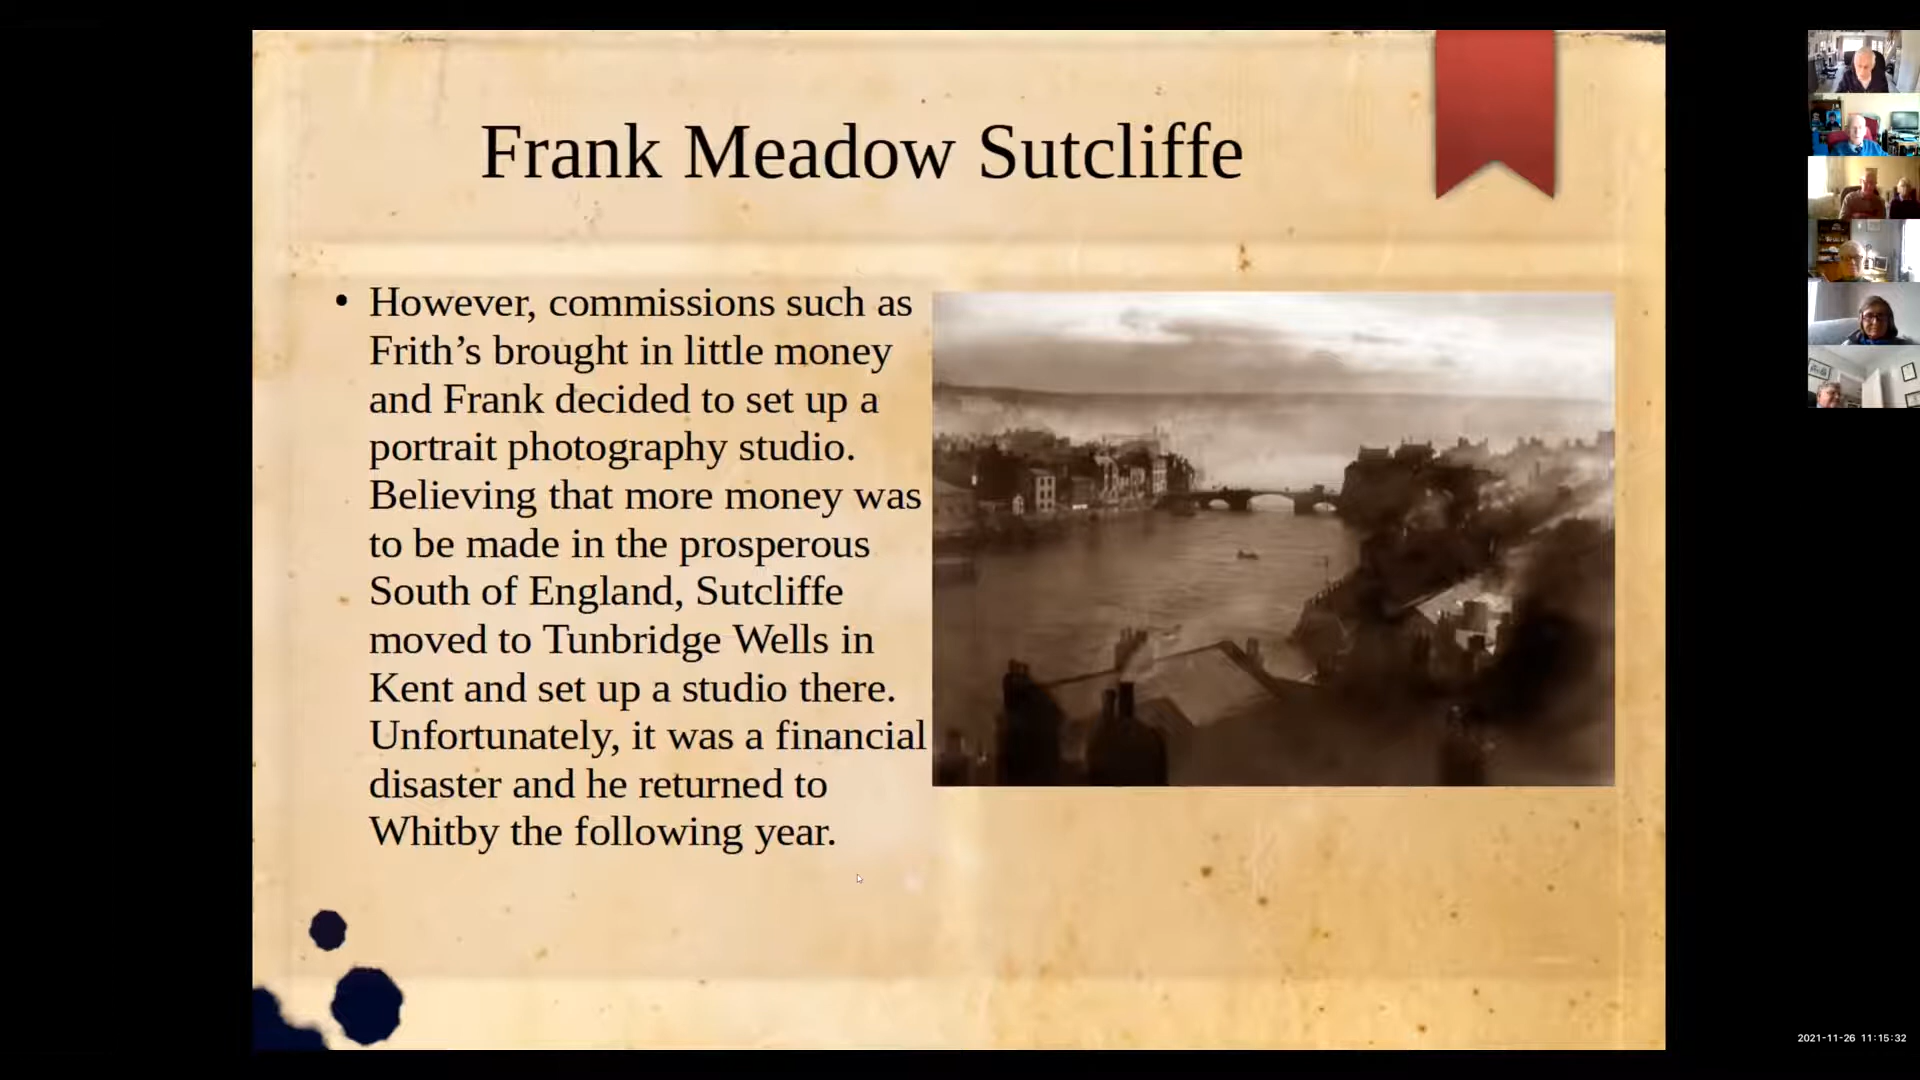 Frank Meadow Sutcliffe
• However, commissions such as
Frith’s brought in little money
and Frank decided to set up a
portrait photography studio.
Believing that more money was
to be made in the prosperous
South of England, Sutcliffe
moved to Tunbridge Wells in
Kent and set up a studio there.
Unfortunately, it was a financial
disaster and he returned to
Whitby the following year.
2021-11-26 11:15:32